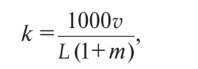 k = 1000v / L(1+m),